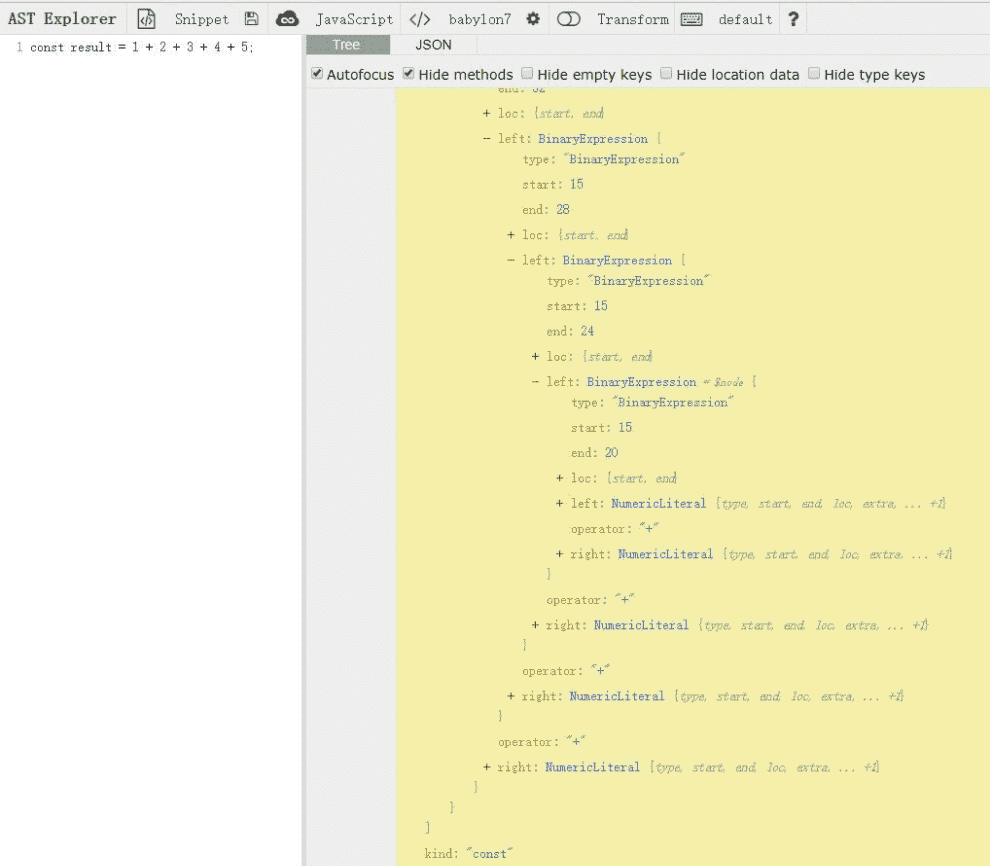 AST Explorer Snippet JavaScript </> babylon7 Transform default ?
1 const result = 1 + 2 + 3 + 4 + 5;
Tree JSON
Autofocus Hide methods Hide empty keys Hide location data Hide type keys
end: 32
+ loc: {start, end}
- left: BinaryExpression {
type: "BinaryExpression"
start: 15
end: 28
+ loc: {start, end}
- left: BinaryExpression {
type: "BinaryExpression"
start: 15
end: 24
+ loc: {start, end}
- left: BinaryExpression = $node {
type: "BinaryExpression"
start: 15
end: 20
+ loc: {start, end}
+ left: NumericLiteral {type, start, end, loc, extra, ... +1}
operator: "+"
+ right: NumericLiteral {type, start, end, loc, extra, ... +1}
}
operator: "+"
+ right: NumericLiteral {type, start, end, loc, extra, ... +1}
}
operator: "+"
+ right: NumericLiteral {type, start, end, loc, extra, ... +1}
}
operator: "+"
+ right: NumericLiteral {type, start, end, loc, extra, ... +1}
}
}
]
kind: "const"